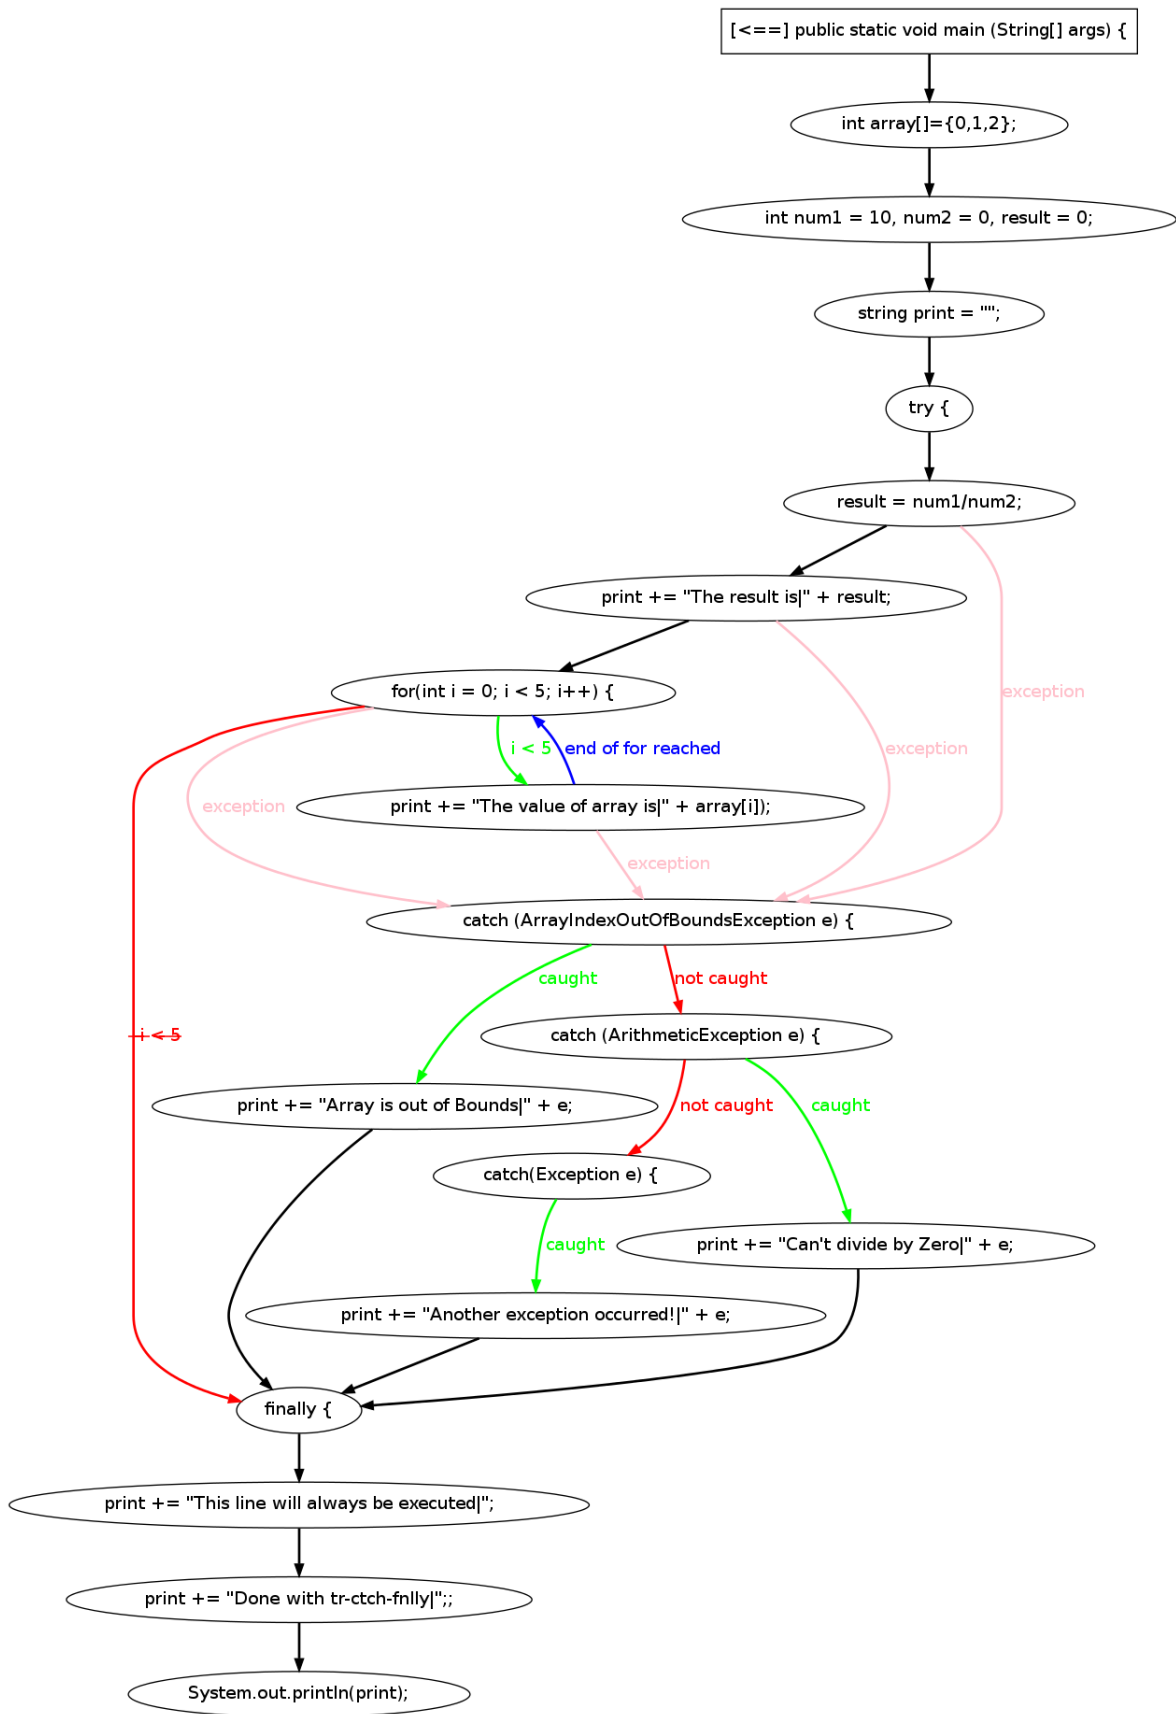 [<==] public static void main (String[] args) {
int array[]={0,1,2};
int num1 = 10, num2 = 0, result = 0;
string print = "";
try {
result = num1/num2;
print += "The result is|" + result;
for(int i = 0; i < 5; i++) {
exception
i < 5
end of for reached
exception
exception
print += "The value of array is|" + array[i]);
exception
exception
catch (ArrayIndexOutOfBoundsException e) {
caught
not caught
i < 5
catch (ArithmeticException e) {
print += "Array is out of Bounds|" + e;
not caught
caught
catch(Exception e) {
caught
print += "Can't divide by Zero|" + e;
print += "Another exception occurred!|" + e;
finally {
print += "This line will always be executed|";
print += "Done with tr-ctch-fnlly|";;
System.out.println(print);